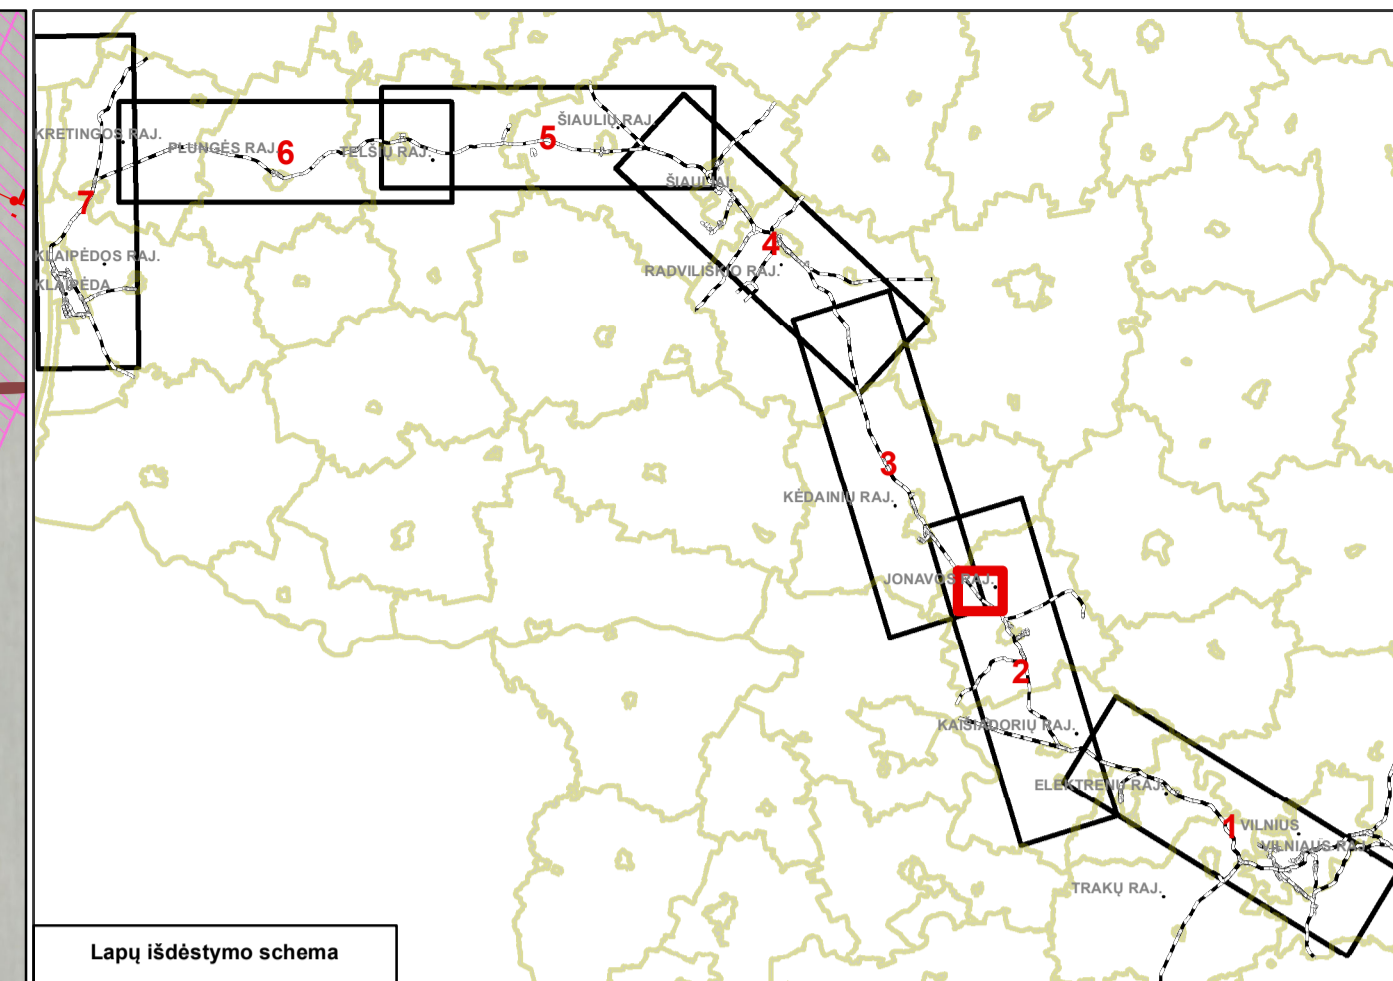 ŠIAULIŲ RAJ.
5
KRETINGOS RAJ.
PLUNGĖS RAJ.
6
TELŠIŲ RAJ.
ŠIAULIAI
7
4
KLAIPĖDOS RAJ.
RADVILIŠKIO RAJ.
KLAIPĖDA
3
KĖDAINIŲ RAJ.
JONAVOS RAJ.
2
KAIŠIADORIŲ RAJ.
ELEKTRĖNŲ RAJ.
1
VILNIUS
VILNIAUS RAJ.
TRAKŲ RAJ.
Lapų išdėstymo schema